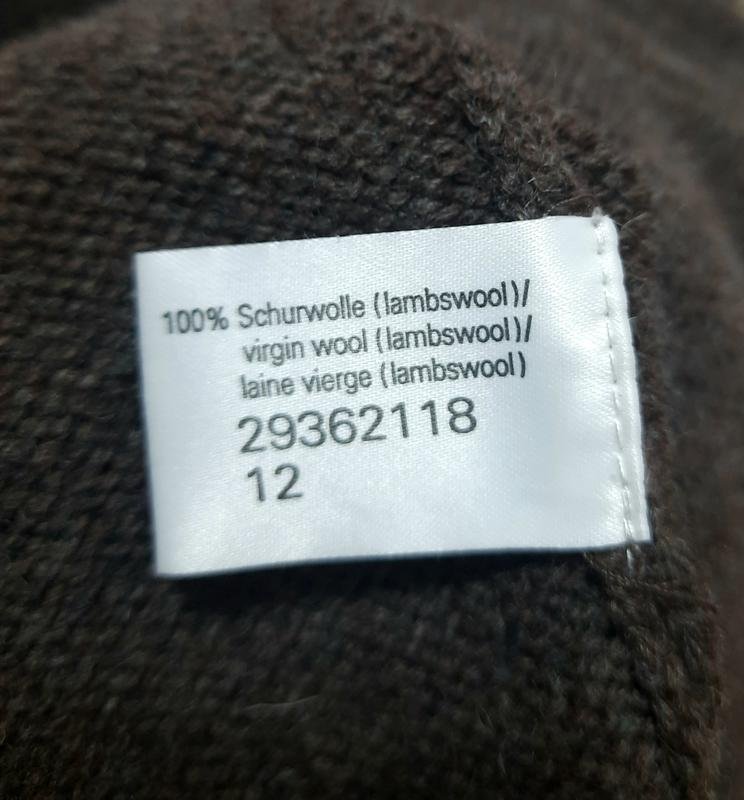 100% Schurwolle (lambswool)/
virgin wool (lambswool)/
laine vierge (lambswool)
29362118
12